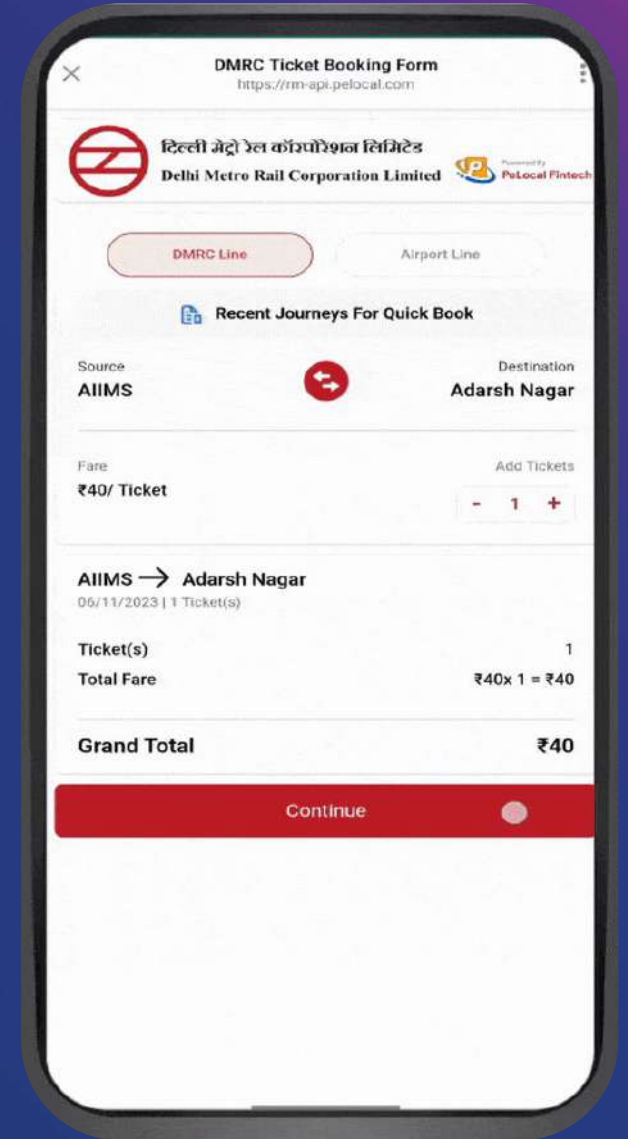 DMRC Ticket Booking Form
https://rm-api.pelocal.com
दिल्ली मेट्रो रेल कॉरपोरेशन लिमिटेड
Delhi Metro Rail Corporation Limited
Powered By
PeLocal Fintech
DMRC Line Airport Line
Recent Journeys For Quick Book
Source Destination
AIIMS Adarsh Nagar
Fare Add Tickets
₹40/ Ticket - 1 +
AIIMS → Adarsh Nagar
06/11/2023 | 1 Ticket(s)
Ticket(s) 1
Total Fare ₹40x 1 = ₹40
Grand Total ₹40
Continue